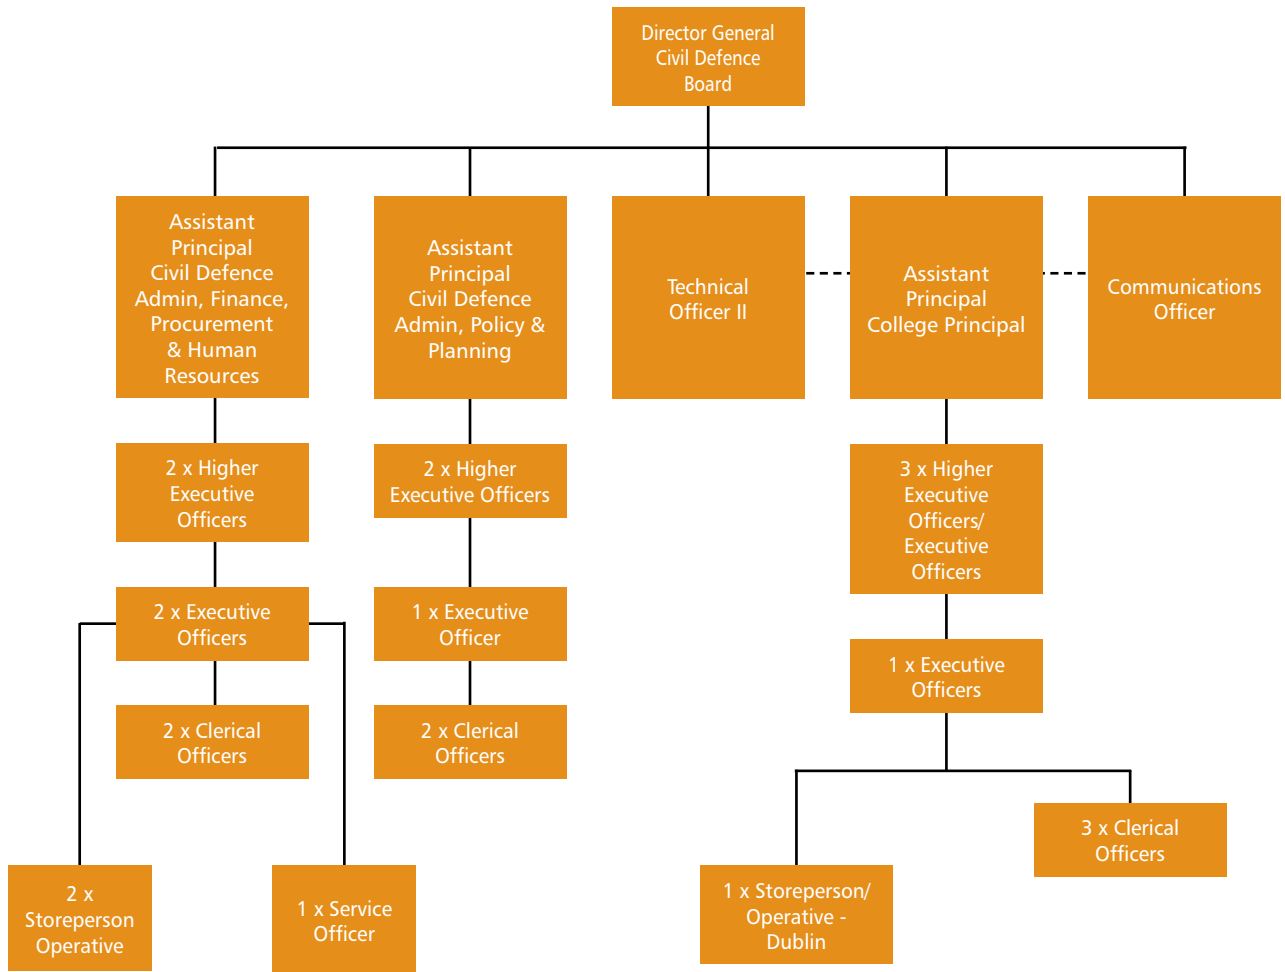 Director General
Civil Defence
Board
Assistant
Principal
Civil Defence
Admin, Finance,
Procurement
& Human
Resources
Assistant
Principal
Civil Defence
Admin, Policy &
Planning
Technical
Officer II
Assistant
Principal
College Principal
Communications
Officer
2 x Higher
Executive
Officers
2 x Higher
Executive Officers
3 x Higher
Executive
Officers/
Executive
Officers
2 x Executive
Officers
1 x Executive
Officer
1 x Executive
Officers
2 x Clerical
Officers
2 x Clerical
Officers
3 x Clerical
Officers
2 x
Storeperson
Operative
1 x Service
Officer
1 x Storeperson/
Operative -
Dublin